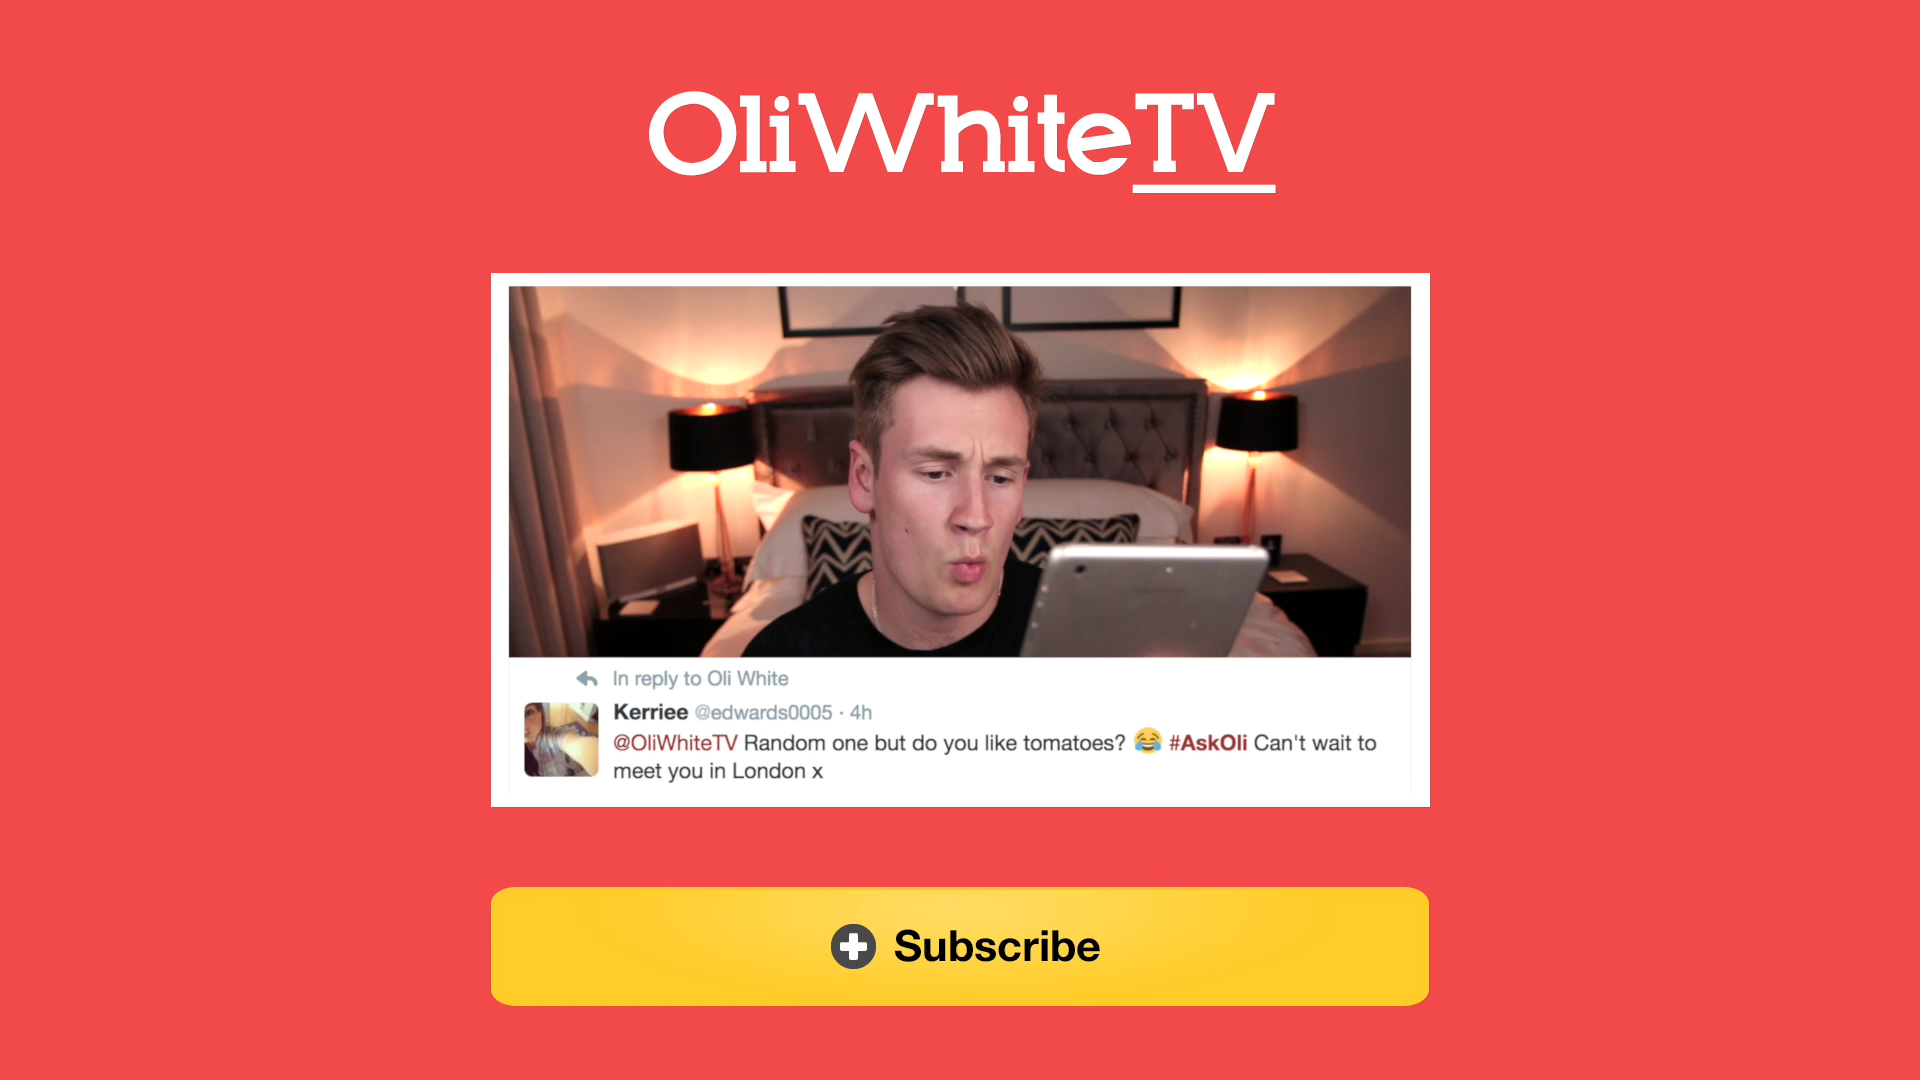 OliWhiteTV
In reply to Oli White
Kerriee @edwards0005 · 4h
@OliWhiteTV Random one but do you like tomatoes? 😂 #AskOli Can't wait to
meet you in London x
Subscribe